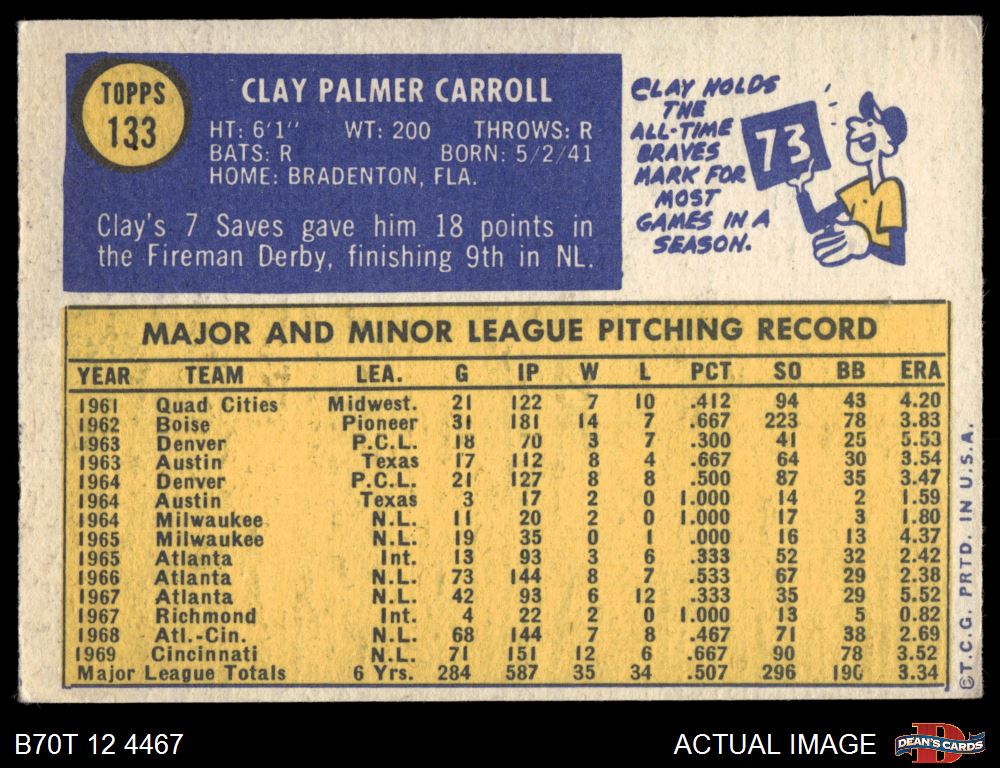 TOPPS
133
CLAY PALMER CARROLL
HT: 6'1" WT: 200 THROWS: R
BATS: R BORN: 5/2/41
HOME: BRADENTON, FLA.
Clay's 7 Saves gave him 18 points in
the Fireman Derby, finishing 9th in NL.
CLAY HOLDS
THE
ALL-TIME
BRAVES
MARK FOR
MOST
GAMES IN A
SEASON.
73
MAJOR AND MINOR LEAGUE PITCHING RECORD
YEAR TEAM LEA. G IP W L PCT. SO BB ERA
1961 Quad Cities Midwest. 21 122 7 10 .412 94 43 4.20
1962 Boise Pioneer 31 181 14 7 .667 223 78 3.83
1963 Denver P.C.L. 18 70 3 7 .300 41 25 5.53
1963 Austin Texas 17 112 8 4 .667 64 30 3.54
1964 Denver P.C.L. 21 127 8 8 .500 87 35 3.47
1964 Austin Texas 3 17 2 0 1.000 14 2 1.59
1964 Milwaukee N.L. 11 20 2 0 1.000 17 3 1.80
1965 Milwaukee N.L. 19 35 0 1 .000 16 13 4.37
1965 Atlanta Int. 13 93 3 6 .333 52 32 2.42
1966 Atlanta N.L. 73 144 8 7 .533 67 29 2.38
1967 Atlanta N.L. 42 93 6 12 .333 35 29 5.52
1967 Richmond Int. 4 22 2 0 1.000 13 5 0.82
1968 Atl.-Cin. N.L. 68 144 7 8 .467 71 38 2.69
1969 Cincinnati N.L. 71 151 12 6 .667 90 78 3.52
Major League Totals 6 Yrs. 284 587 35 34 .507 296 190 3.34
©T.C.G. PRTD. IN U.S.A.
B70T 12 4467
ACTUAL IMAGE
DEAN'S CARDS